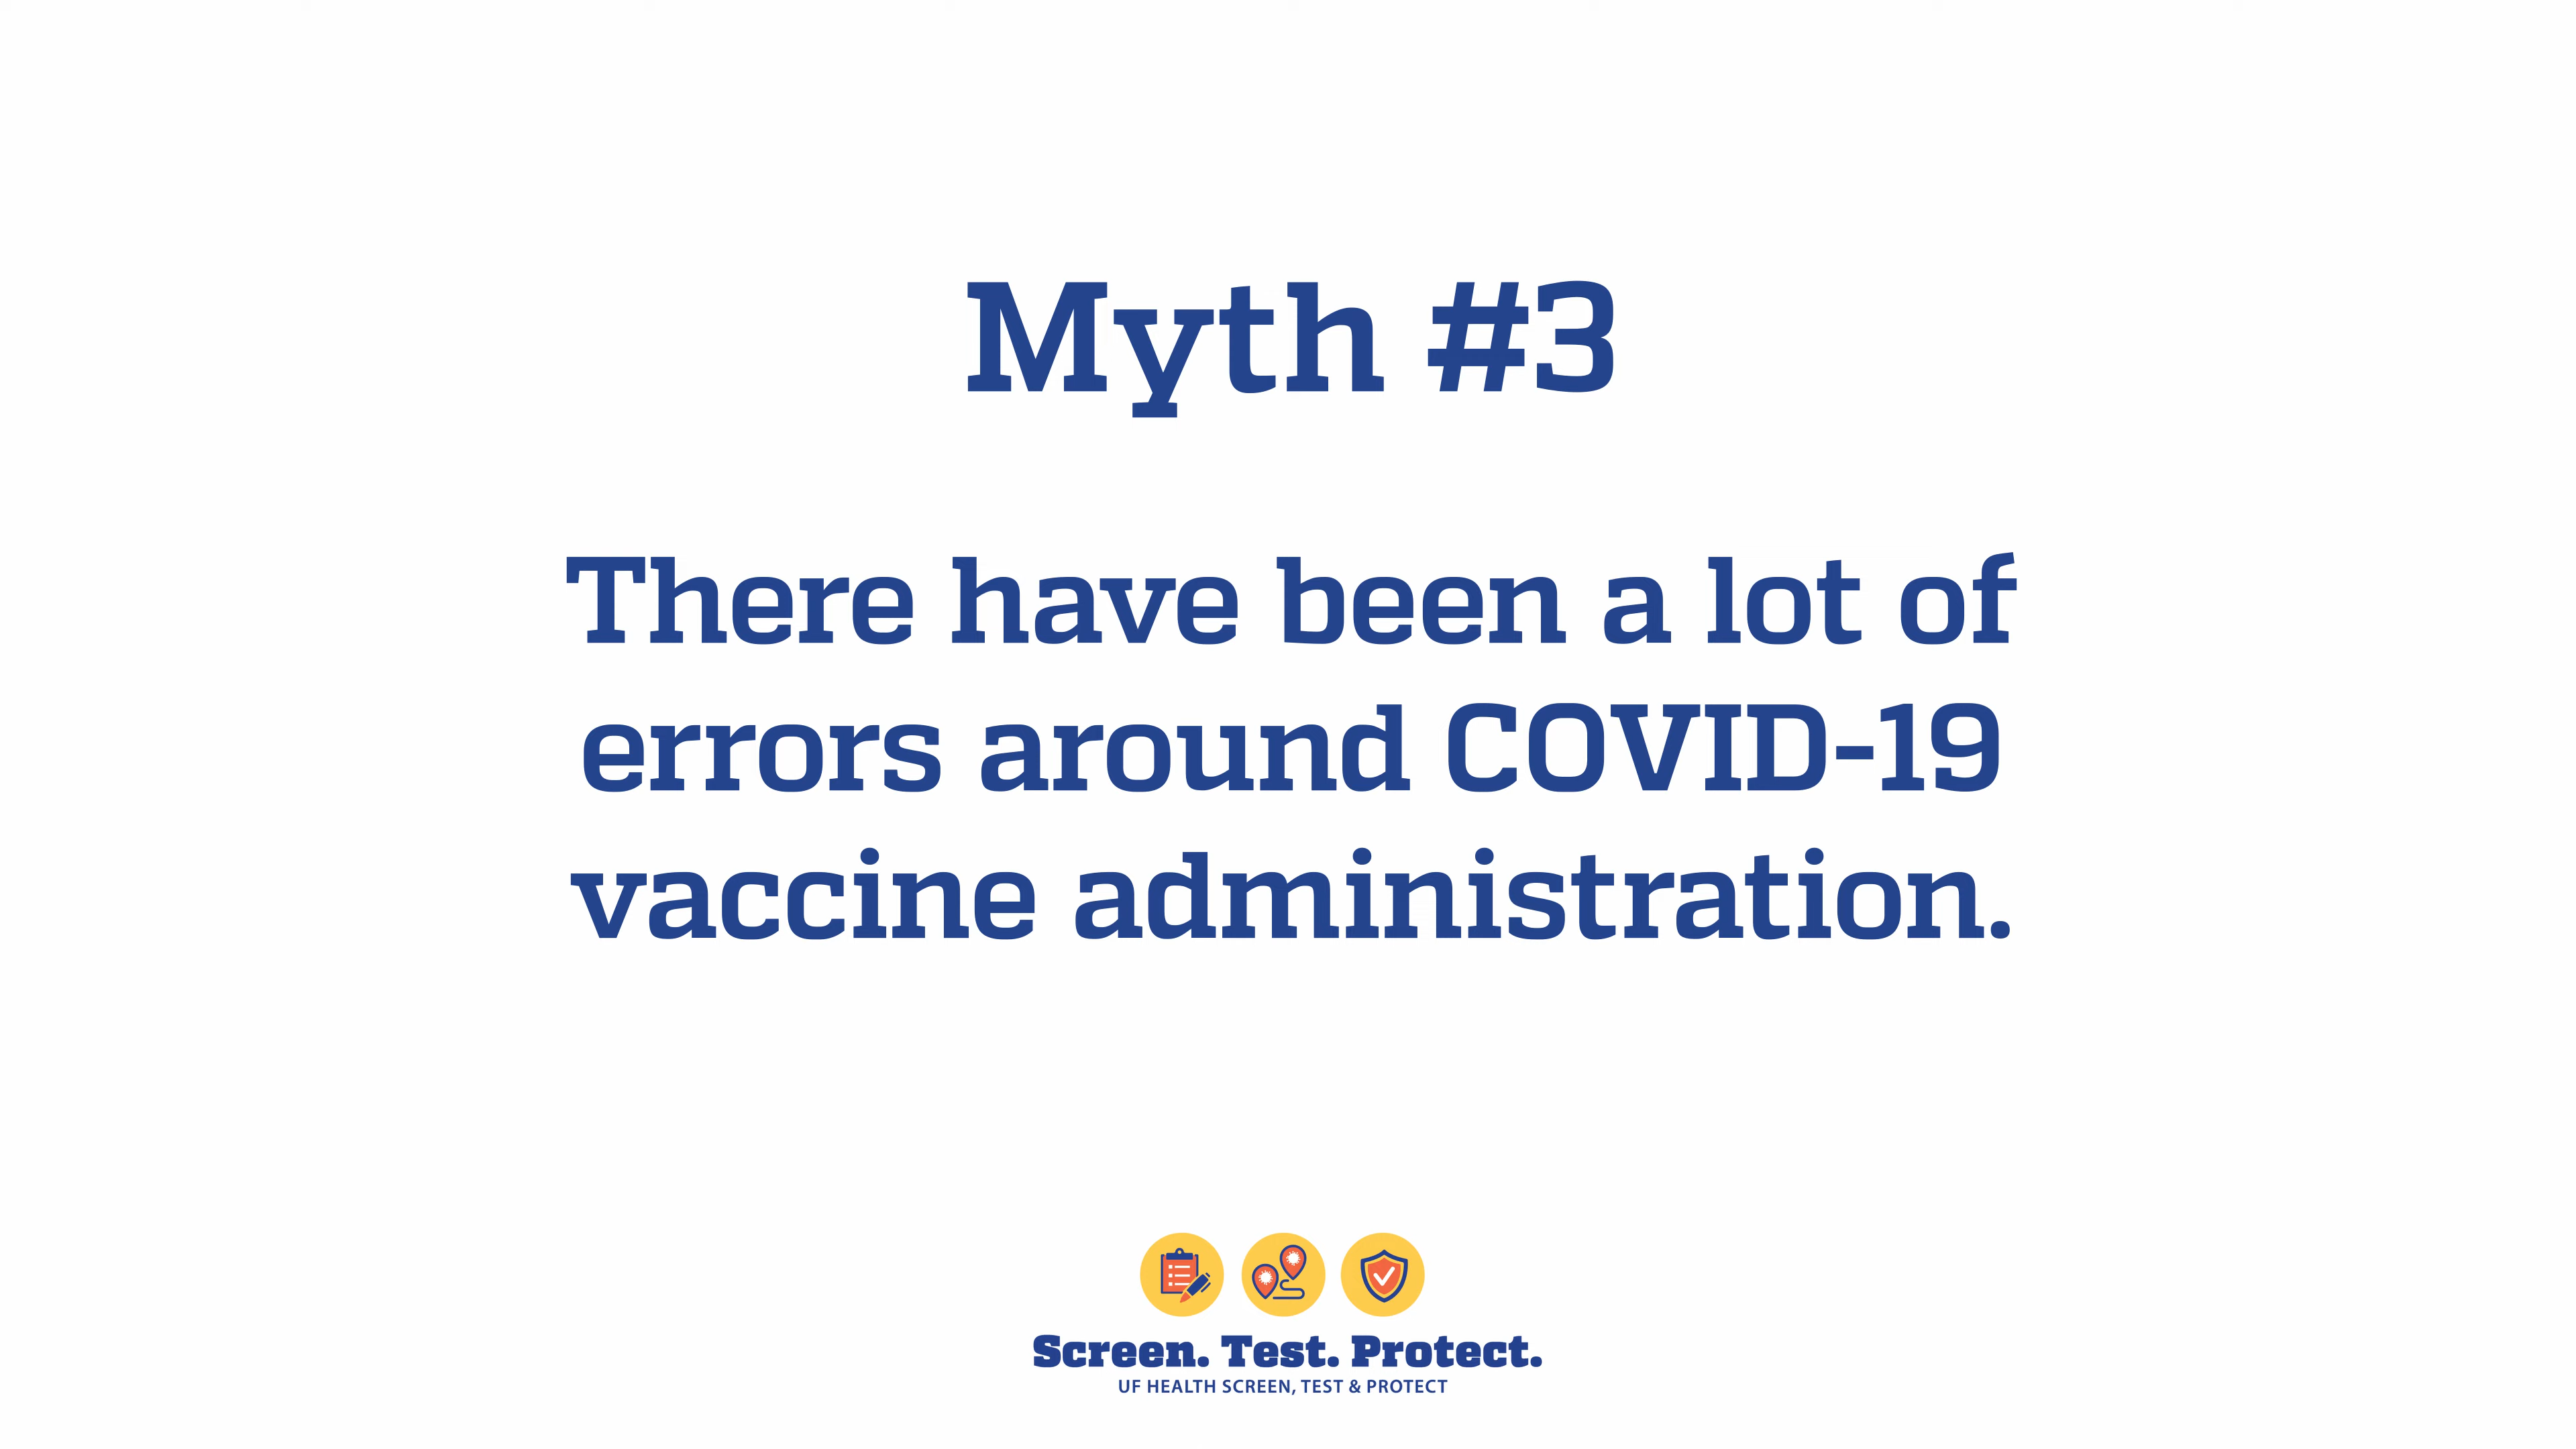 Myth #3
There have been a lot of
errors around COVID-19
vaccine administration.
Screen. Test. Protect.
UF HEALTH SCREEN, TEST & PROTECT